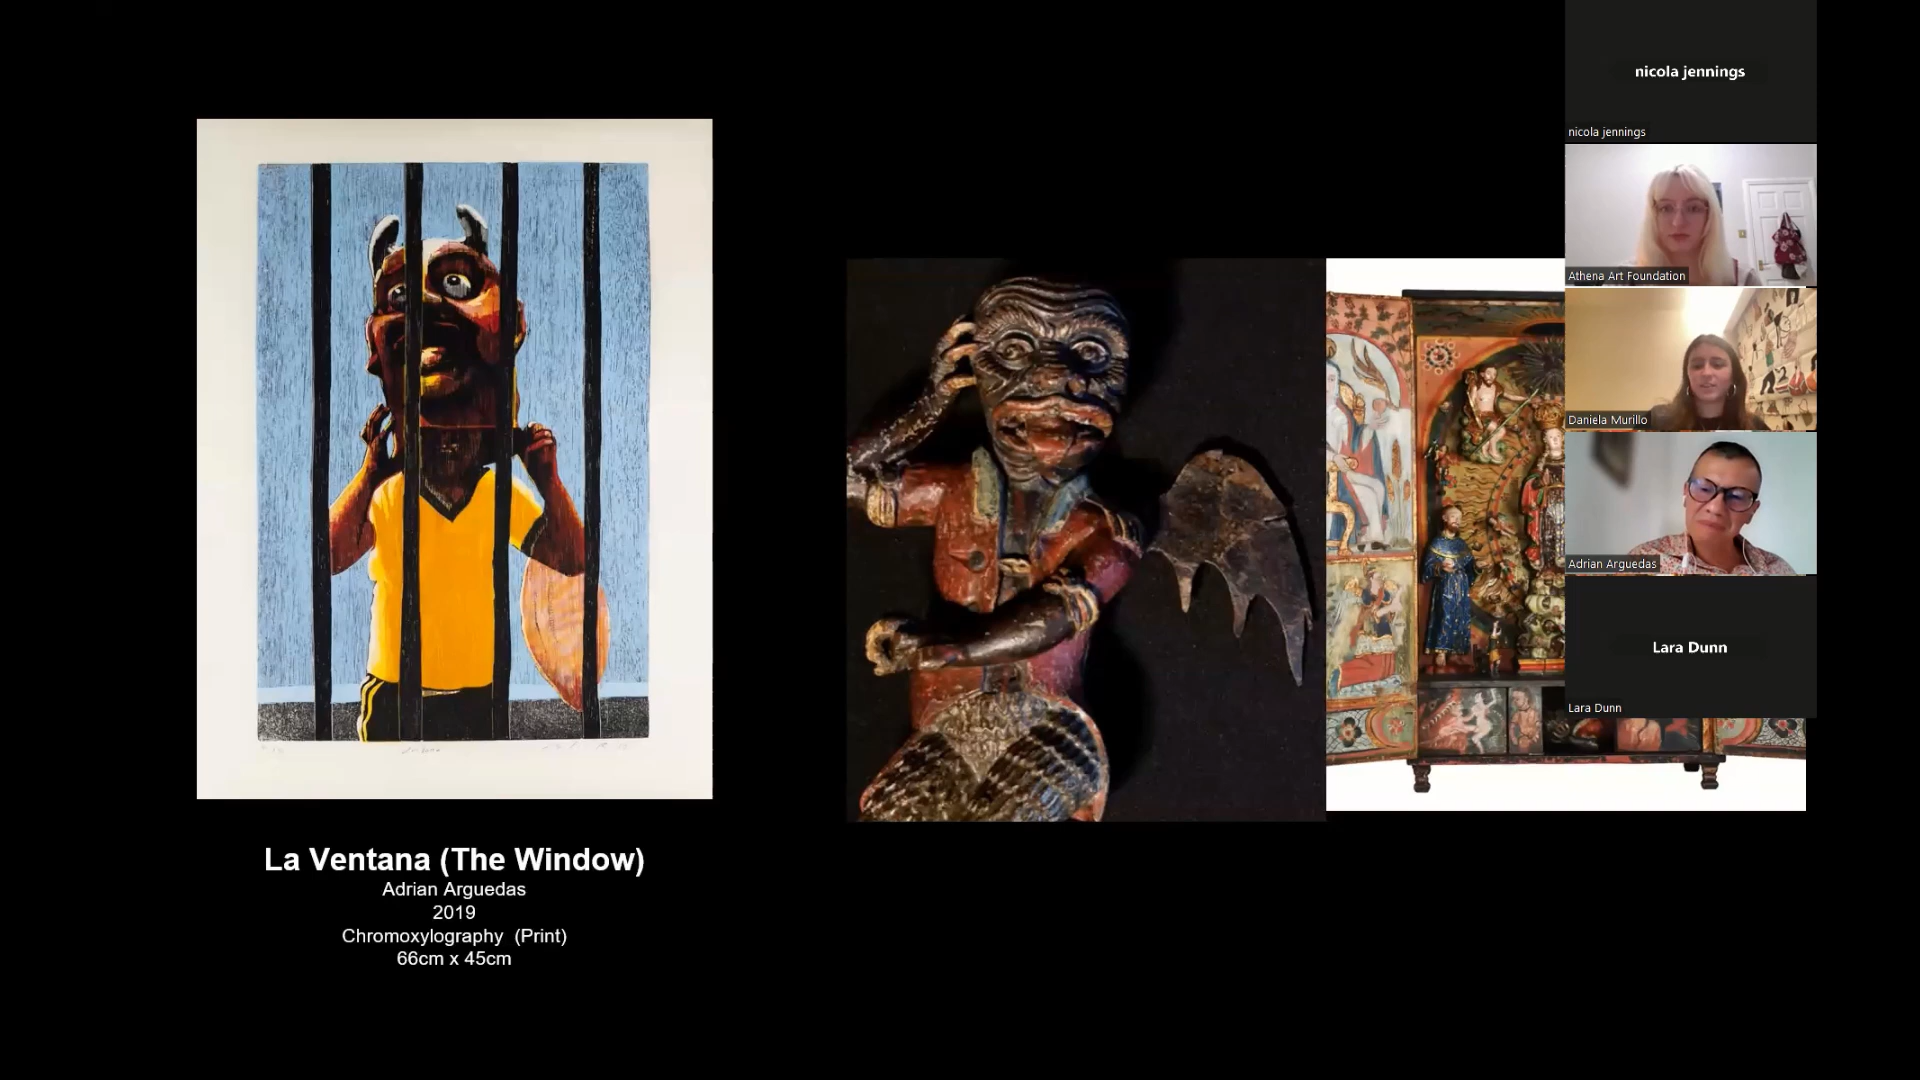 La Ventana (The Window)
Adrian Arguedas
2019
Chromoxylography (Print)
66cm x 45cm
nicola jennings
nicola jennings
Athena Art Foundation
Daniela Murillo
Adrian Arguedas
Lara Dunn
Lara Dunn